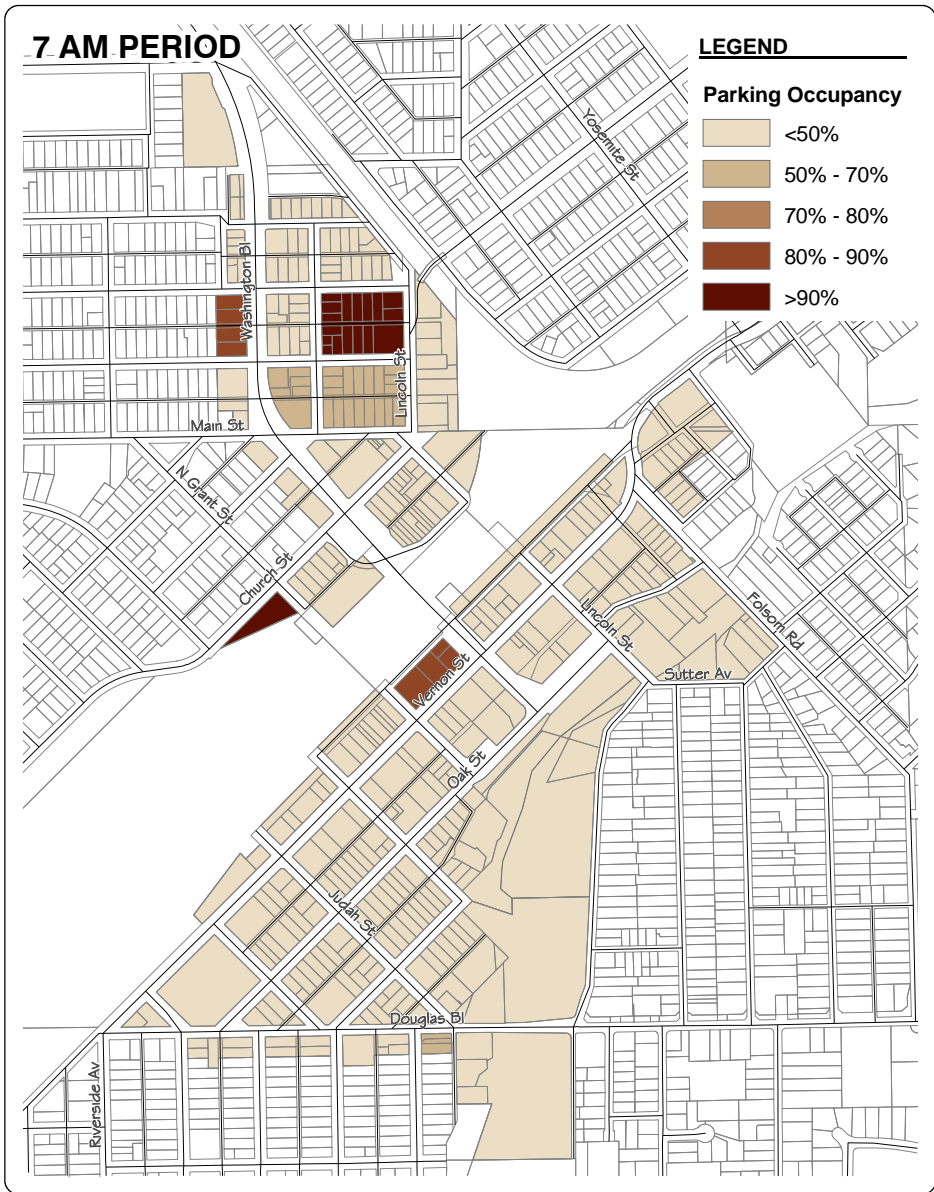 7 AM PERIOD
LEGEND
Parking Occupancy
<50%
50% - 70%
70% - 80%
80% - 90%
>90%
Yosemite St
Washington Bl
Lincoln St
Main St
N Grant St
Church St
Lincoln St
Folsom Rd
Sutter Av
Vernon St
Oak St
Judah St
Douglas Bl
Riverside Av